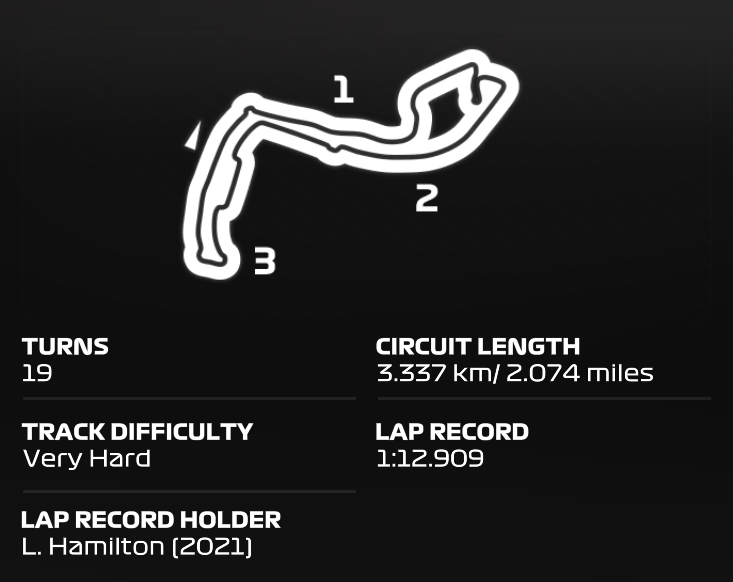 1
2
3
TURNS
19
CIRCUIT LENGTH
3.337 km/ 2.074 miles
TRACK DIFFICULTY
Very Hard
LAP RECORD
1:12.909
LAP RECORD HOLDER
L. Hamilton (2021)